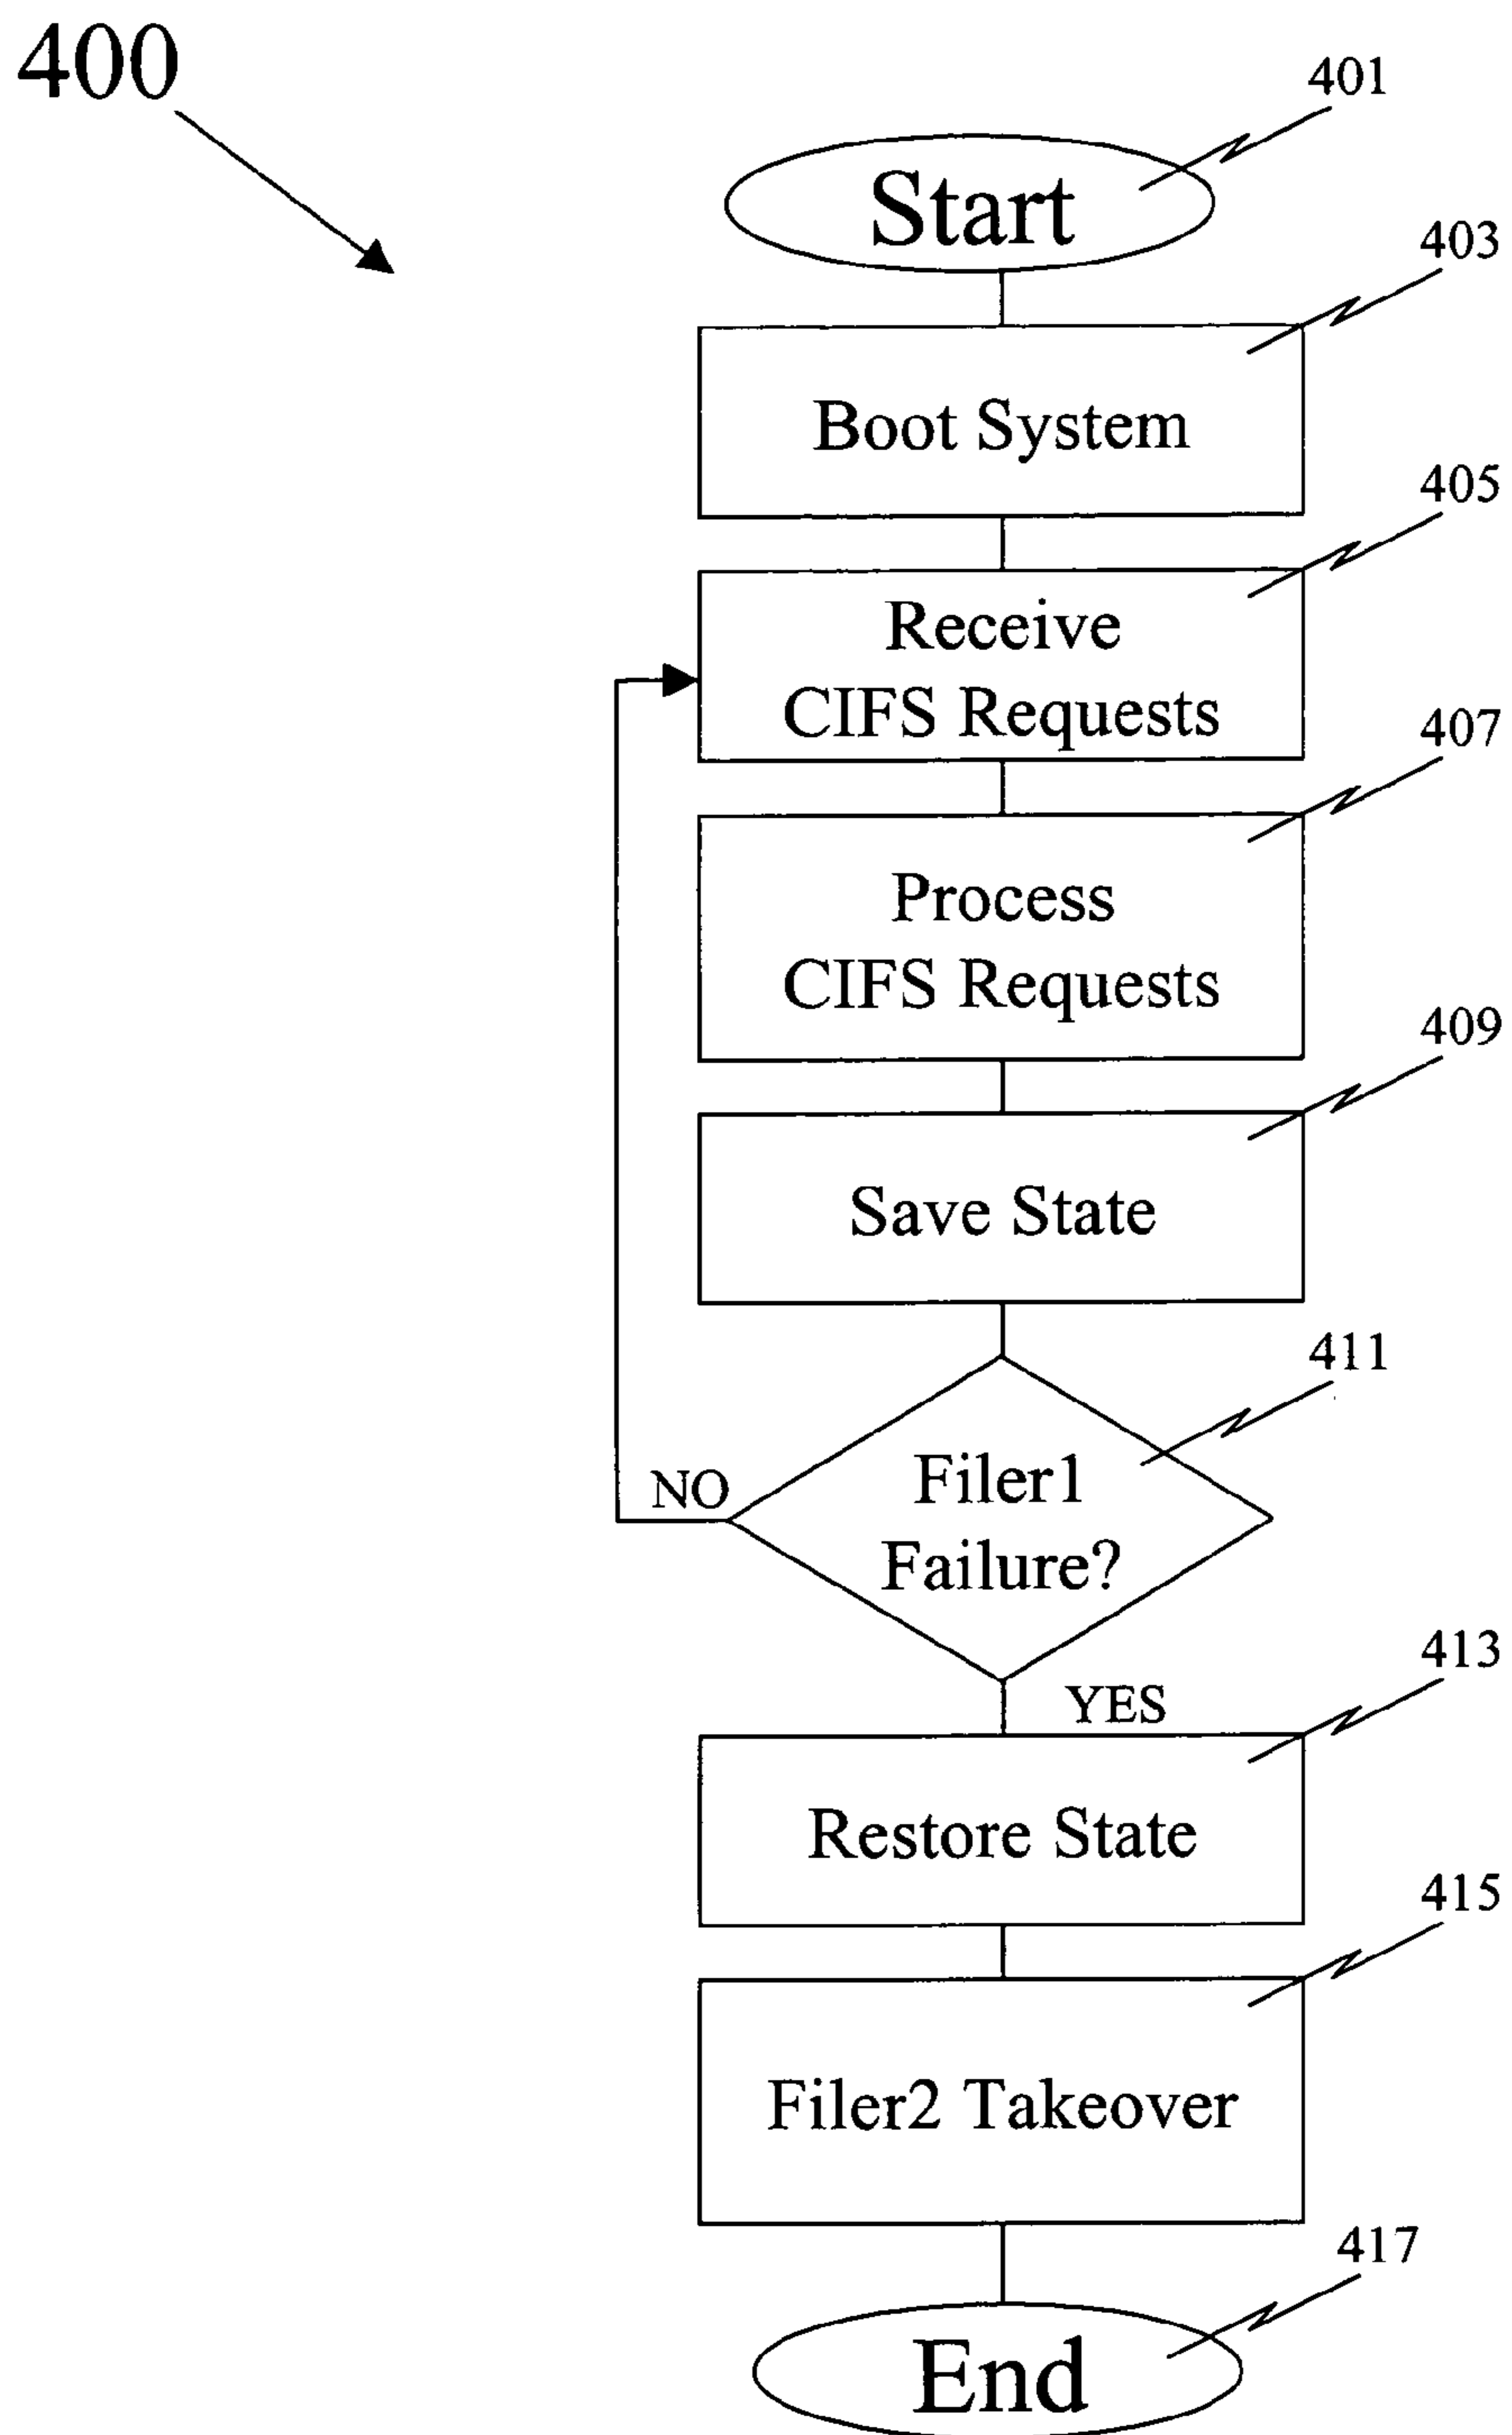 400
401
Start
403
Boot System
405
Receive
CIFS Requests
407
Process
CIFS Requests
409
Save State
411
Filer1
Failure?
NO
YES
413
Restore State
415
Filer2 Takeover
417
End